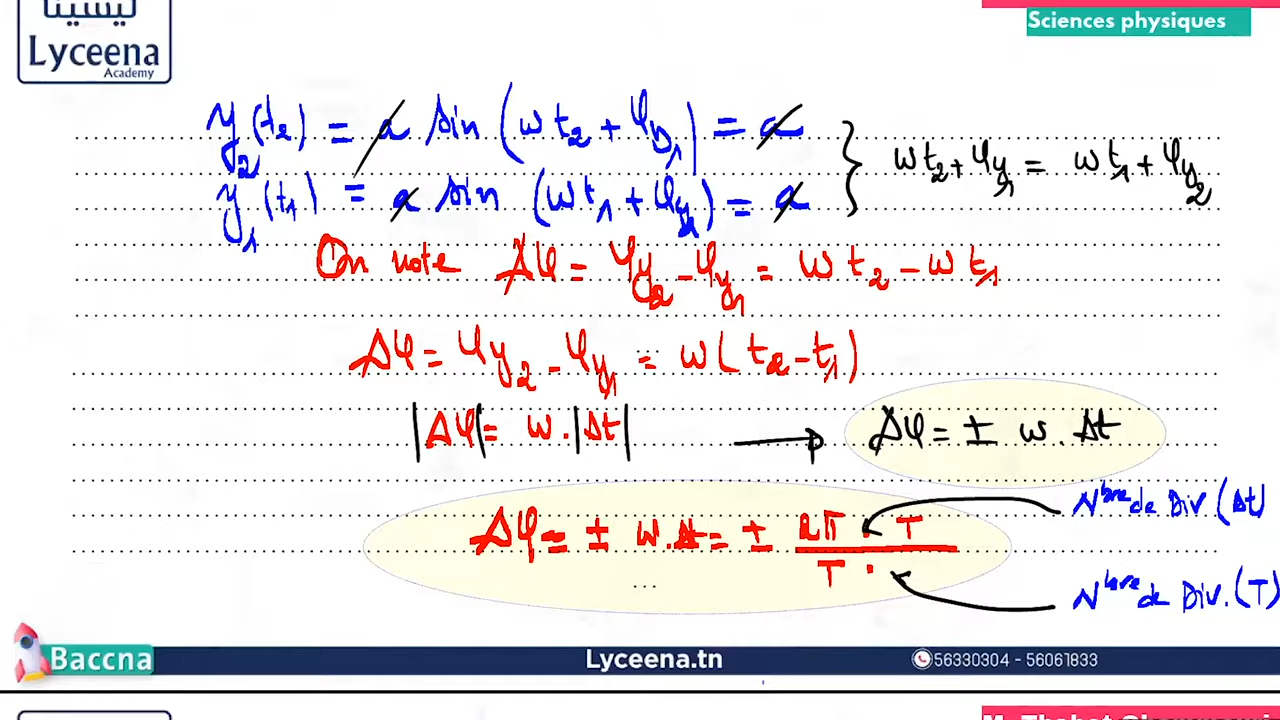 ليسينا
Lyceena
Academy
Sciences physiques
y₂(t₂) = a sin (ωt₂ + φy₁) = a
y₁(t₁) = a sin (ωt₁ + φy₂) = a
} ωt₂ + φy₁ = ωt₁ + φy₂
On note Δφ = φy₂ - φy₁ = ωt₂ - ωt₁
Δφ = φy₂ - φy₁ = ω(t₂ - t₁)
|Δφ| = ω.|Δt| → Δφ = ± ω. Δt
Nbre de Div (Δt)
Δφ = ± ω.Δt = ± 2π . T / T .
...
Nbre de Div. (T)
Baccna
Lyceena.tn
56330304 - 56061833